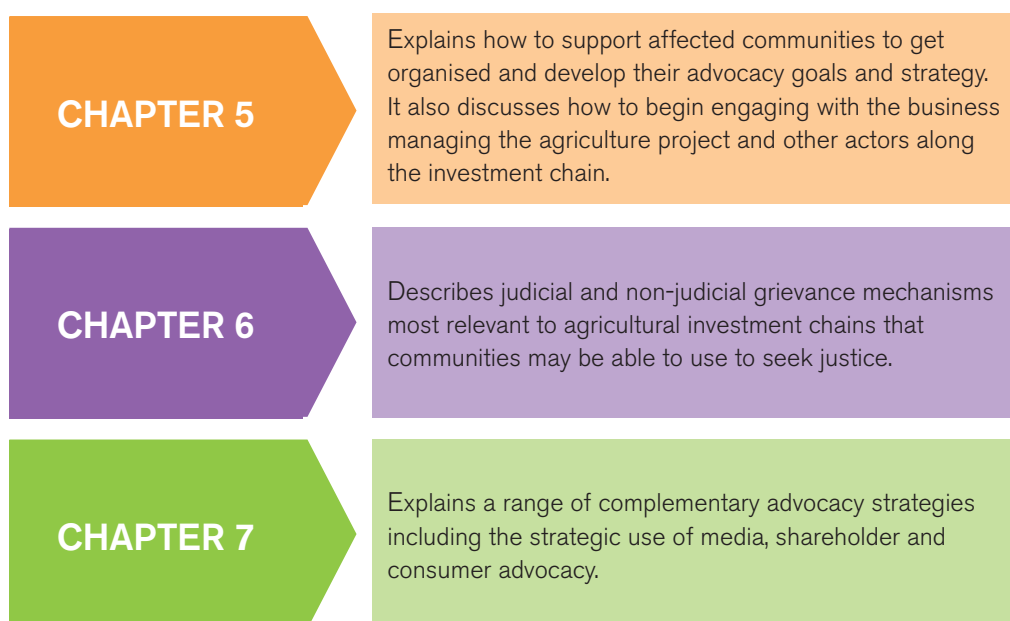 CHAPTER 5
Explains how to support affected communities to get
organised and develop their advocacy goals and strategy.
It also discusses how to begin engaging with the business
managing the agriculture project and other actors along
the investment chain.
CHAPTER 6
Describes judicial and non-judicial grievance mechanisms
most relevant to agricultural investment chains that
communities may be able to use to seek justice.
CHAPTER 7
Explains a range of complementary advocacy strategies
including the strategic use of media, shareholder and
consumer advocacy.